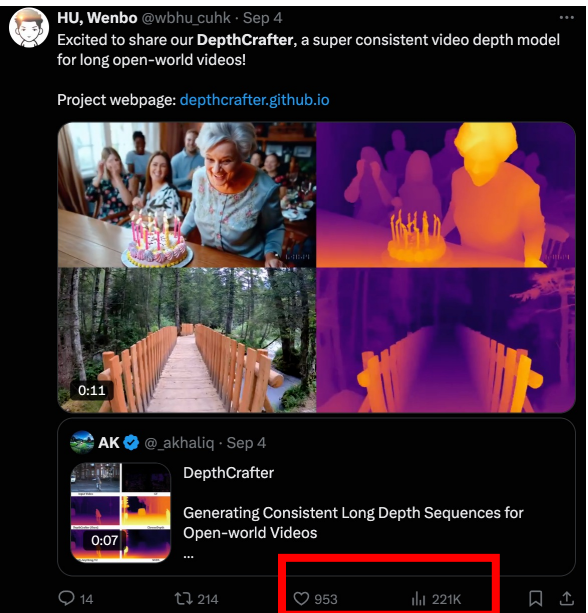 HU, Wenbo @wbhu_cuhk · Sep 4
Excited to share our DepthCrafter, a super consistent video depth model
for long open-world videos!
Project webpage: depthcrafter.github.io
0:11
AK @_akhaliq · Sep 4
0:07
DepthCrafter
Generating Consistent Long Depth Sequences for
Open-world Videos
...
14 214 953 221K